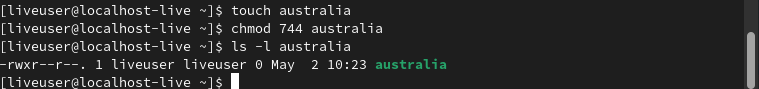 [liveuser@localhost-live ~]$ touch australia
[liveuser@localhost-live ~]$ chmod 744 australia
[liveuser@localhost-live ~]$ ls -l australia
-rwxr--r--. 1 liveuser liveuser 0 May  2 10:23 australia
[liveuser@localhost-live ~]$